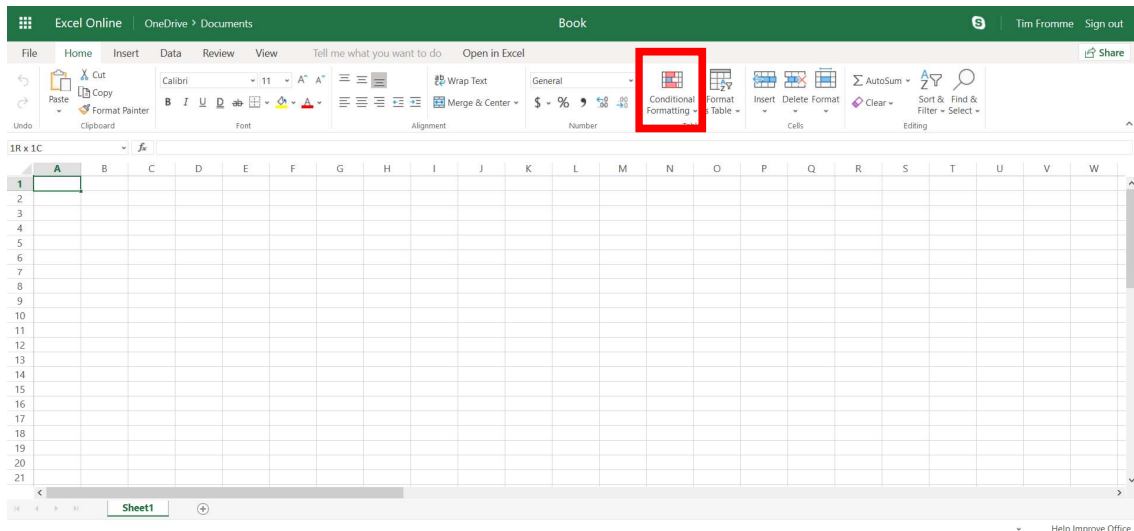 Excel Online OneDrive > Documents Book Tim Fromme Sign out
File Home Insert Data Review View Tell me what you want to do Open in Excel Share
Paste Cut Copy Format Painter
Calibri 11 A A
B I U D ab A
Wrap Text
Merge & Center
General
$ % 9 .00 .00
Conditional Formatting
Format Table
Insert Delete Format
AutoSum
Clear
Sort & Filter
Find & Select
Undo Clipboard Font Alignment Number Cells Editing
1R x 1C fx
A B C D E F G H I J K L M N O P Q R S T U V W
1
2
3
4
5
6
7
8
9
10
11
12
13
14
15
16
17
18
19
20
21
Sheet1
Help Improve Office